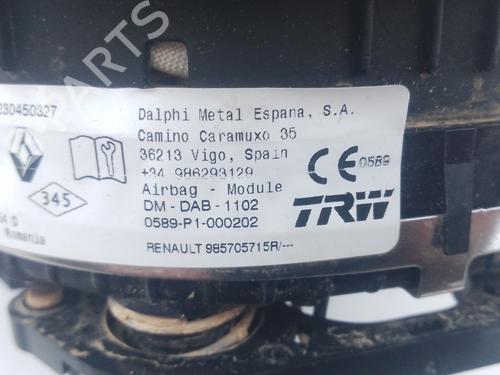 PARTS
230450327
Dalphi Metal Espana, S.A.
Camino Caramuxo 35
36213 Vigo, Spain
+34 986293129
Airbag - Module
DM - DAB - 1102
0589-P1-000202
RENAULT 985705715R/---
CE 0589
TRW
345
D
Romania